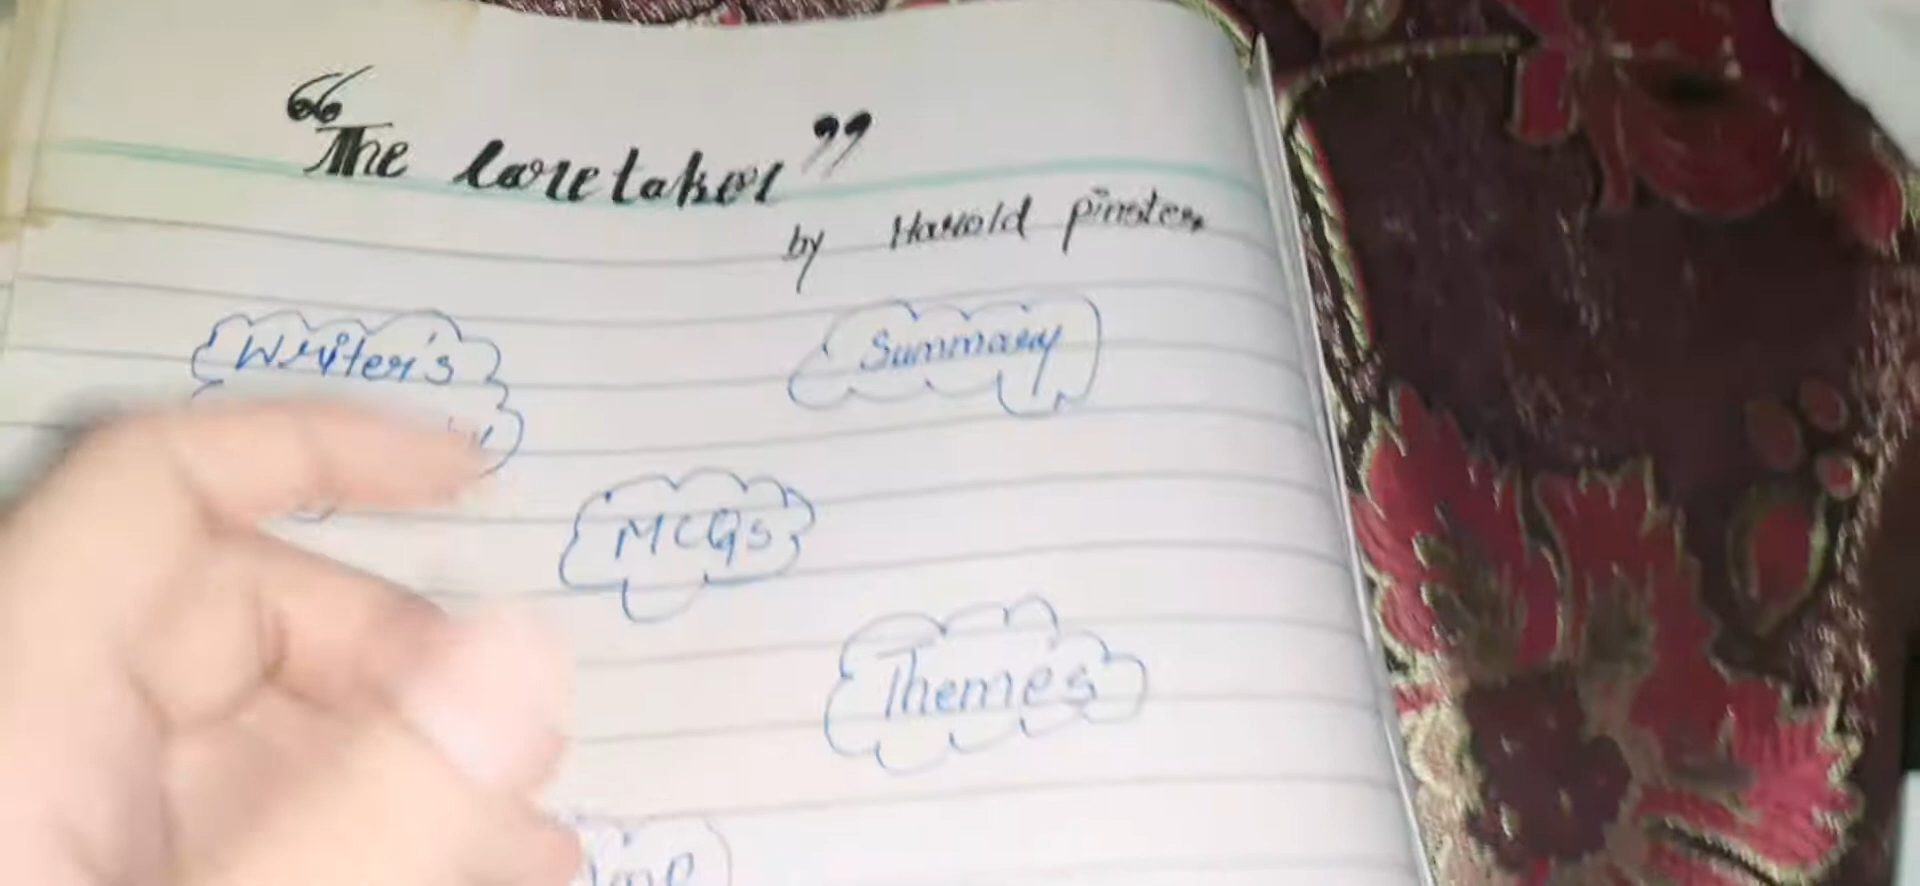 "The Caretaker"
by Harold pinter
Writer's
Summary
MCQs
Themes